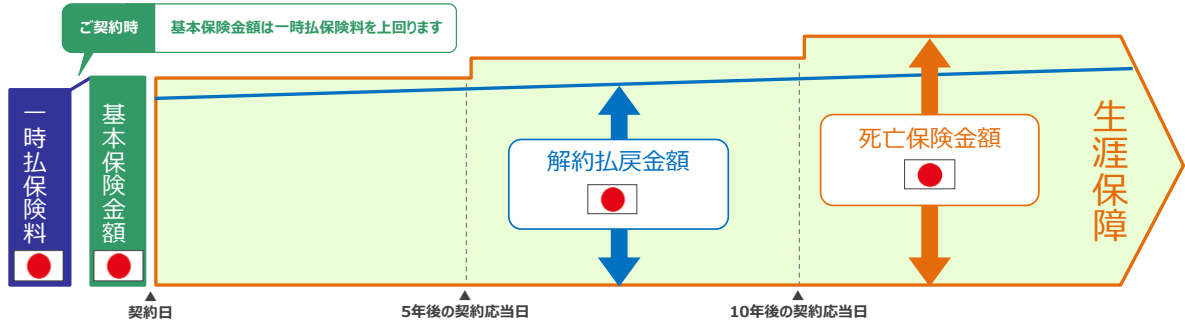 ご契約時 基本保険金額は一時払保険料を上回ります
一時払保険料
基本保険金額
解約払戻金額
死亡保険金額
生涯保障
契約日
5年後の契約応当日
10年後の契約応当日